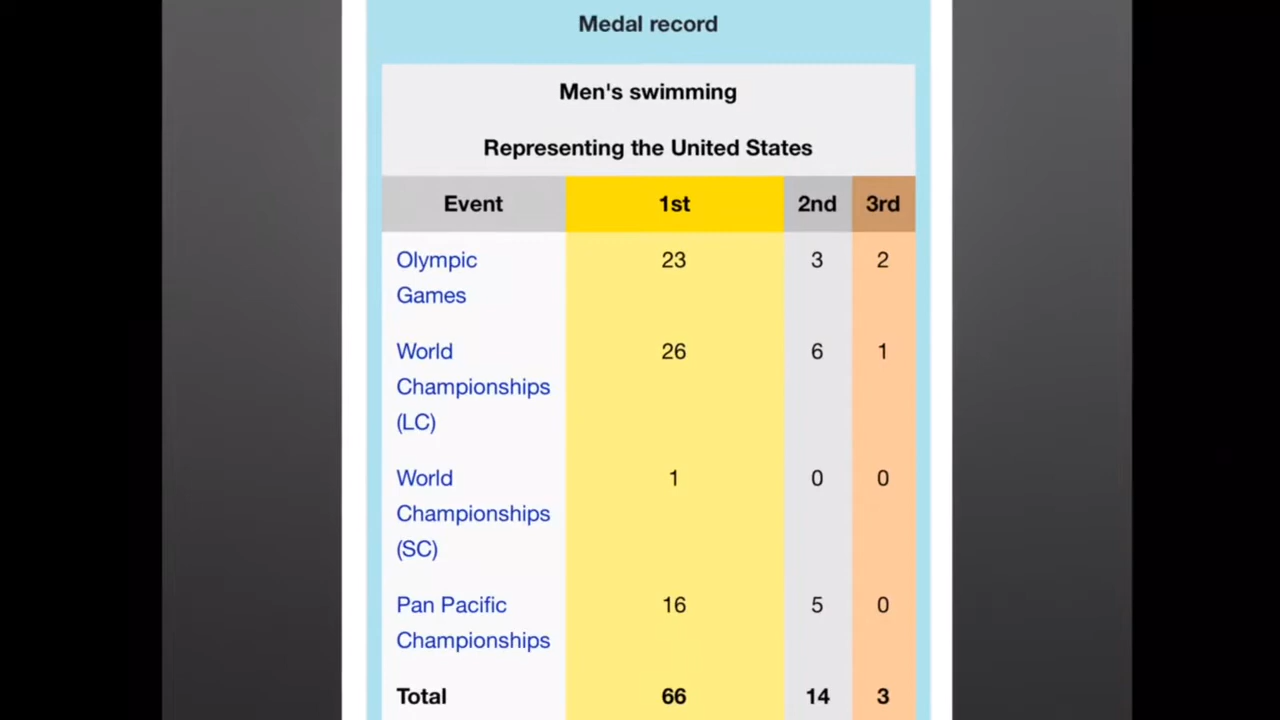 Medal record
Men's swimming
Representing the United States
Event 1st 2nd 3rd
Olympic 23 3 2
Games
World 26 6 1
Championships
(LC)
World 1 0 0
Championships
(SC)
Pan Pacific 16 5 0
Championships
Total 66 14 3